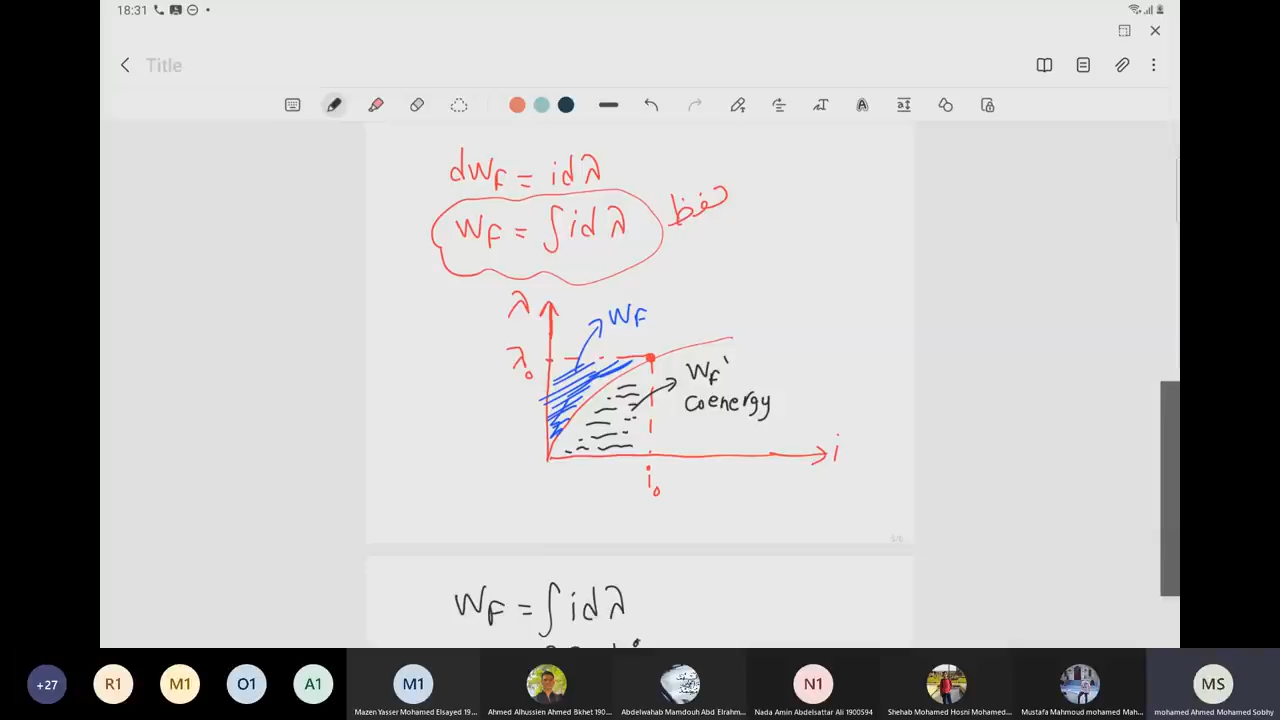 18:31
Title
dWF = idλ
WF = ∫idλ
حفظ
λ
WF
λ₀
WF'
Coenergy
i
i₀
WF = ∫idλ
+27
R1
M1
O1
A1
M1
N1
MS
Mazen Yasser Mohamed Elsayed 19...
Ahmed Alhussien Ahmed Bkhet 190...
Abdelwahab Mamdouh Abd Elrahm...
Nada Amin Abdelsattar Ali 1900594
Shehab Mohamed Hosni Mohamed...
Mustafa Mahmoud mohamed Mah...
mohamed Ahmed Mohamed Sobhy